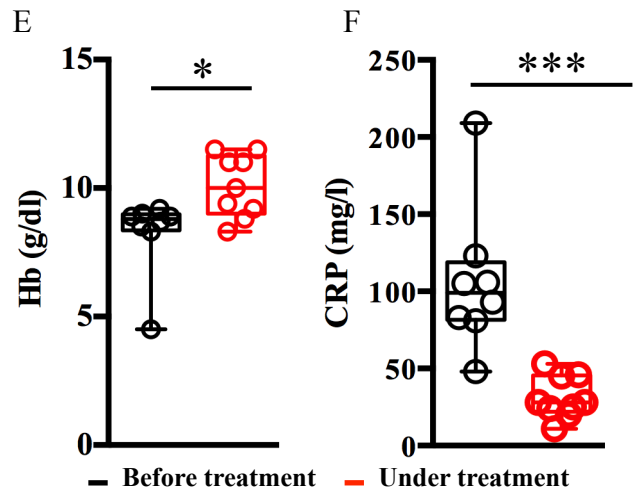 E
F
15
10
5
0
Hb (g/dl)
*
250
200
150
100
50
0
CRP (mg/l)
***
Before treatment
Under treatment